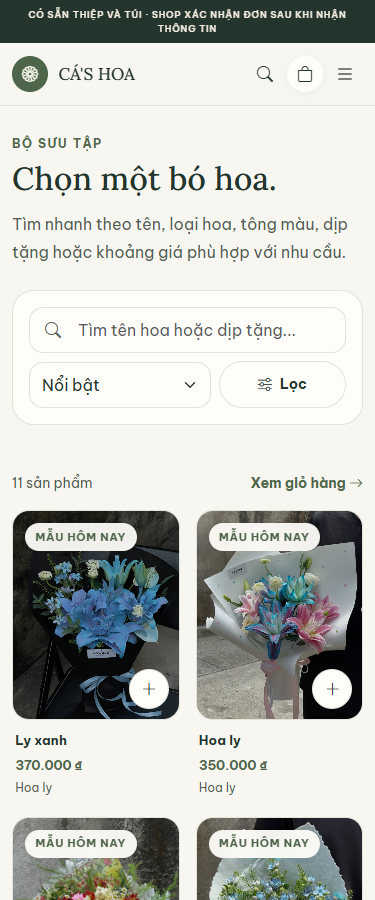 CÓ SẴN THIỆP VÀ TÚI · SHOP XÁC NHẬN ĐƠN SAU KHI NHẬN
THÔNG TIN
CÁ'S HOA
BỘ SƯU TẬP
Chọn một bó hoa.
Tìm nhanh theo tên, loại hoa, tông màu, dịp
tặng hoặc khoảng giá phù hợp với nhu cầu.
Tìm tên hoa hoặc dịp tặng...
Nổi bật
Lọc
11 sản phẩm
Xem giỏ hàng →
MẪU HÔM NAY
MẪU HÔM NAY
Ly xanh
370.000 ₫
Hoa ly
Hoa ly
350.000 ₫
Hoa ly
MẪU HÔM NAY
MẪU HÔM NAY